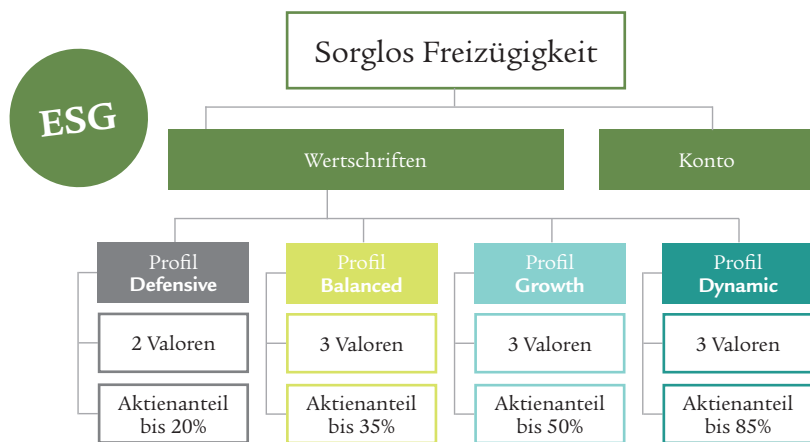 Sorglos Freizügigkeit
ESG
Wertschriften
Konto
Profil
Defensive
Profil
Balanced
Profil
Growth
Profil
Dynamic
2 Valoren
3 Valoren
3 Valoren
3 Valoren
Aktienanteil
bis 20%
Aktienanteil
bis 35%
Aktienanteil
bis 50%
Aktienanteil
bis 85%